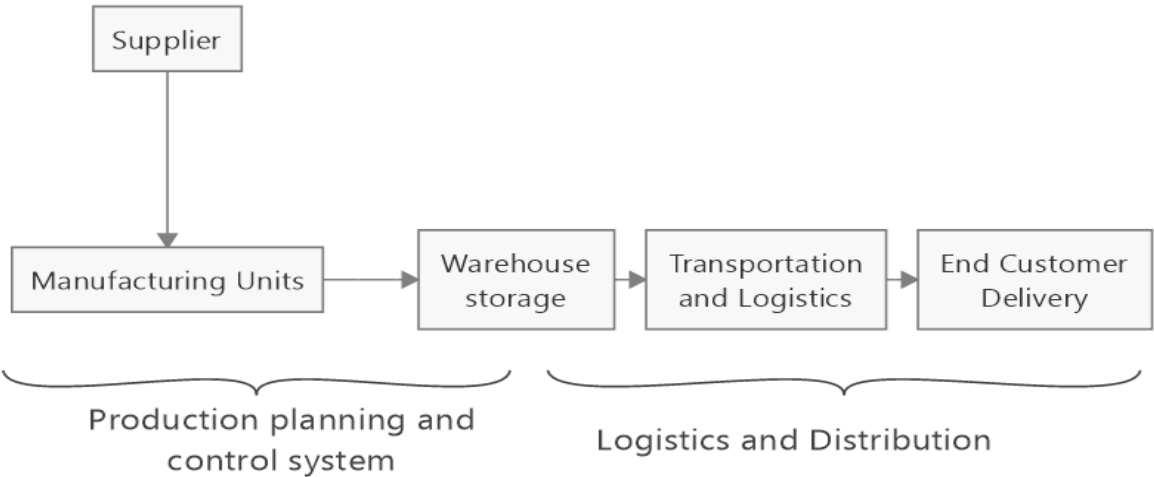 Supplier
Manufacturing Units
Warehouse
storage
Transportation
and Logistics
End Customer
Delivery
Production planning and
control system
Logistics and Distribution